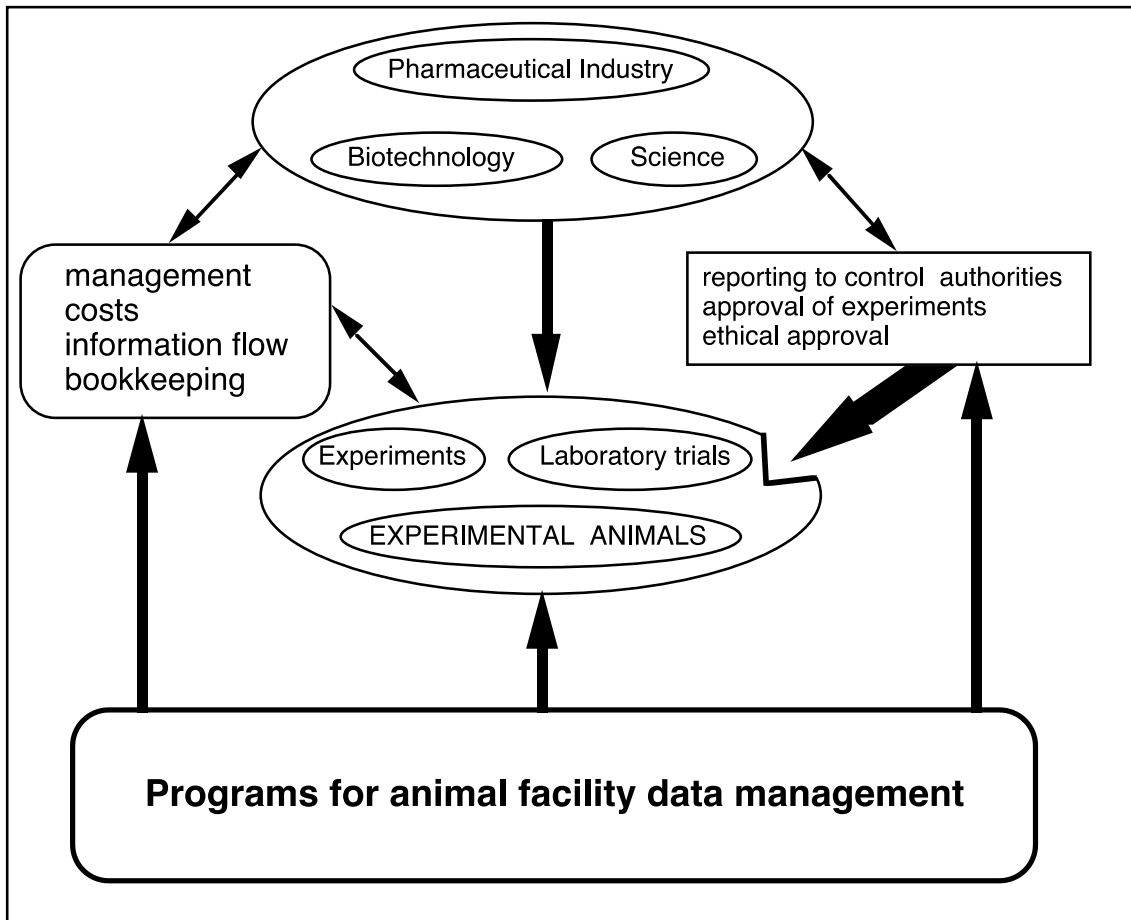 Pharmaceutical Industry
Biotechnology
Science
management
costs
information flow
bookkeeping
reporting to control authorities
approval of experiments
ethical approval
Experiments
Laboratory trials
EXPERIMENTAL ANIMALS
Programs for animal facility data management